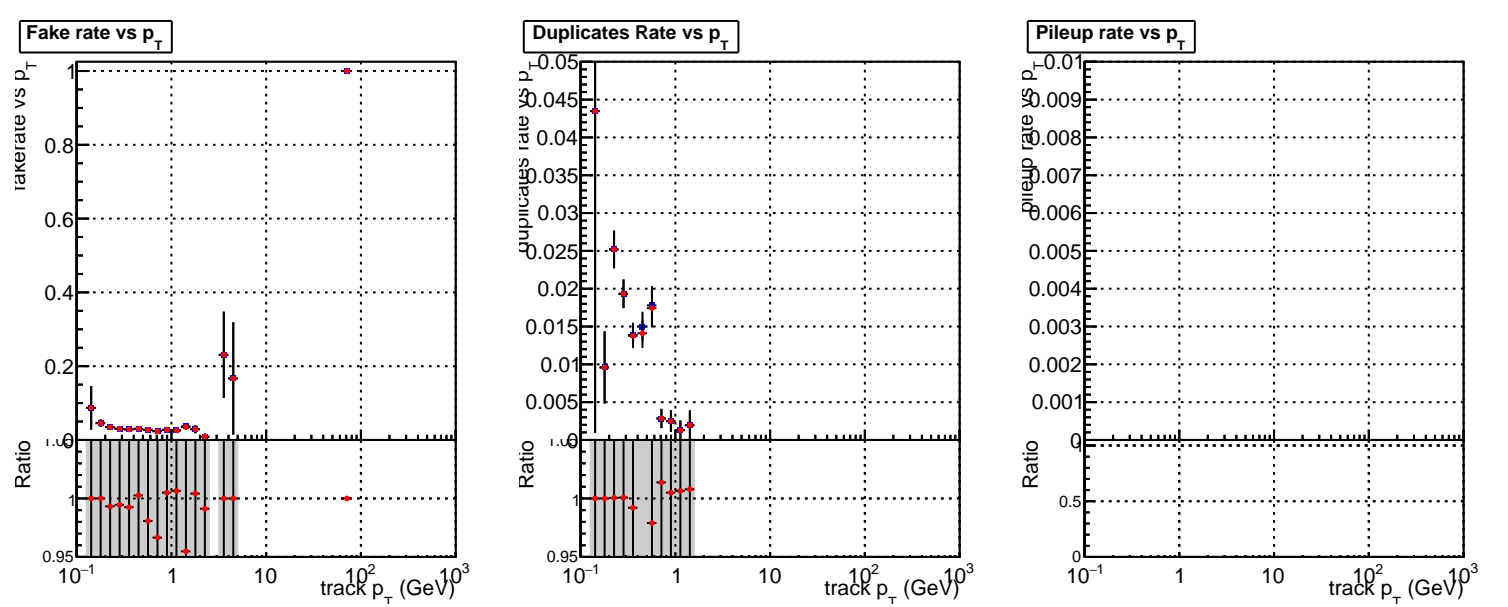 Fake rate vs p_T
fakerate vs p_T
1
0.8
0.6
0.4
0.2
0
Ratio
1
0.95
10^−1 1 10 10^2 10^3
track p_T (GeV)
Duplicates Rate vs p_T
duplicates rate vs p_T
0.05
0.045
0.04
0.035
0.03
0.025
0.02
0.015
0.01
0.005
0
Ratio
1
0.95
10^−1 1 10 10^2 10^3
track p_T (GeV)
Pileup rate vs p_T
pileup rate vs p_T
0.01
0.009
0.008
0.007
0.006
0.005
0.004
0.003
0.002
0.001
0
Ratio
1
0.5
0
10^−1 1 10 10^2 10^3
track p_T (GeV)